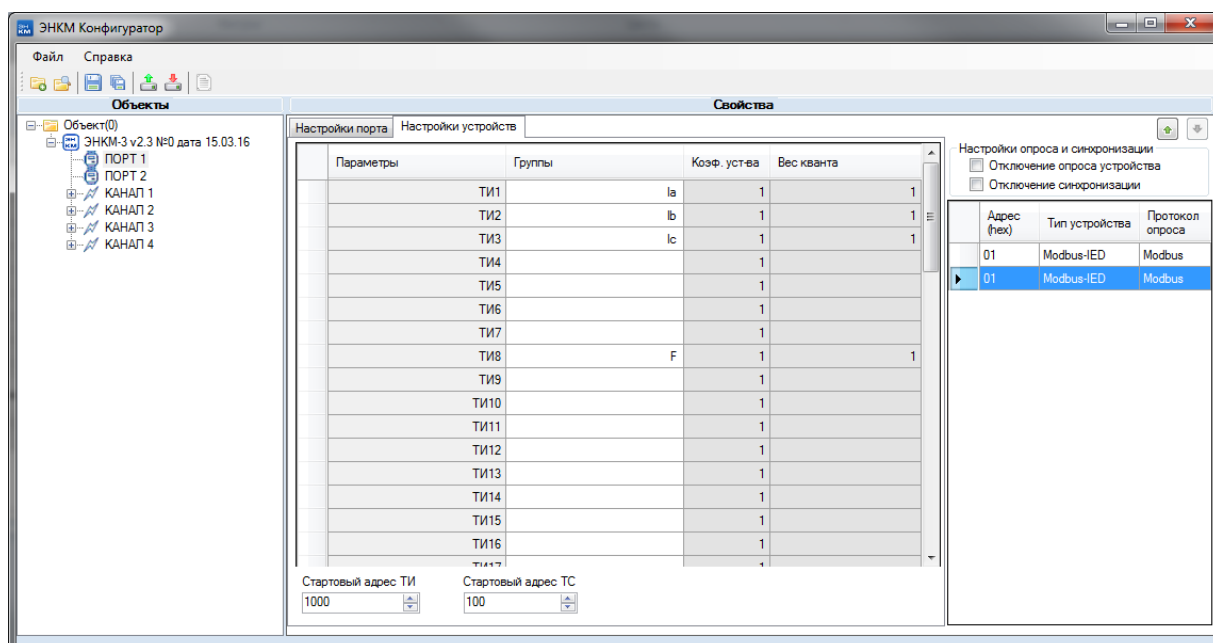 ЭНКМ Конфигуратор
Файл Справка
Объекты
Свойства
Объект(0)
ЭНКМ-3 v2.3 №0 дата 15.03.16
ПОРТ 1
ПОРТ 2
КАНАЛ 1
КАНАЛ 2
КАНАЛ 3
КАНАЛ 4
Настройки порта Настройки устройств
Параметры Группы Коэф. уст-ва Вес кванта
ТИ1 Ia 1 1
ТИ2 Ib 1 1
ТИ3 Ic 1 1
ТИ4 1
ТИ5 1
ТИ6 1
ТИ7 1
ТИ8 F 1 1
ТИ9 1
ТИ10 1
ТИ11 1
ТИ12 1
ТИ13 1
ТИ14 1
ТИ15 1
ТИ16 1
ТИ17 1
Стартовый адрес ТИ Стартовый адрес ТС
1000 100
Настройки опроса и синхронизации
Отключение опроса устройства
Отключение синхронизации
Адрес (hex) Тип устройства Протокол опроса
01 Modbus-IED Modbus
01 Modbus-IED Modbus